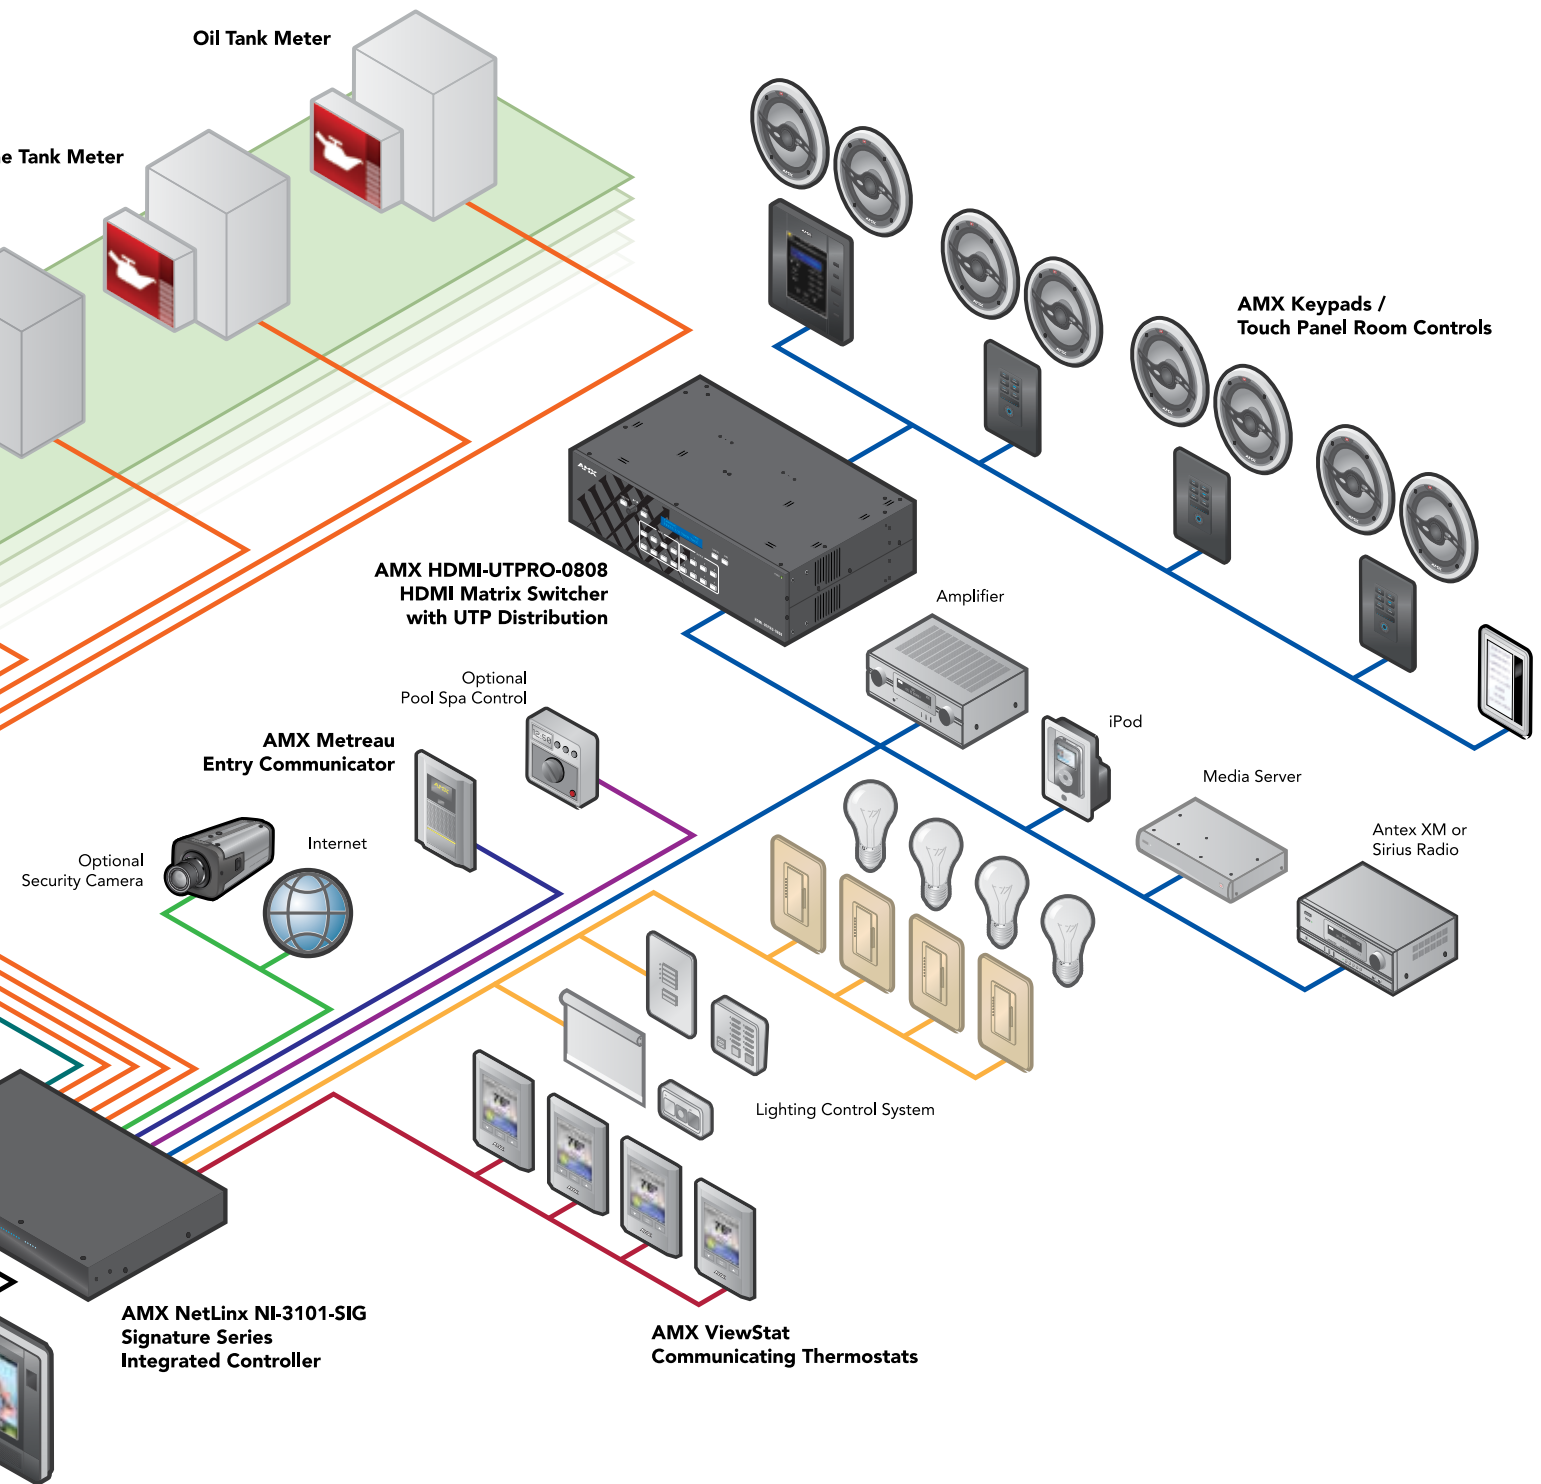 Oil Tank Meter
Tank Meter
AMX Keypads /
Touch Panel Room Controls
AMX
AMX HDMI-UTPRO-0808
HDMI Matrix Switcher
with UTP Distribution
Amplifier
Optional
Pool Spa Control
iPod
AMX Metreau
Entry Communicator
AMX
Media Server
Internet
Antex XM or
Sirius Radio
Optional
Security Camera
Lighting Control System
AMX NetLinx NI-3101-SIG
Signature Series
Integrated Controller
AMX ViewStat
Communicating Thermostats